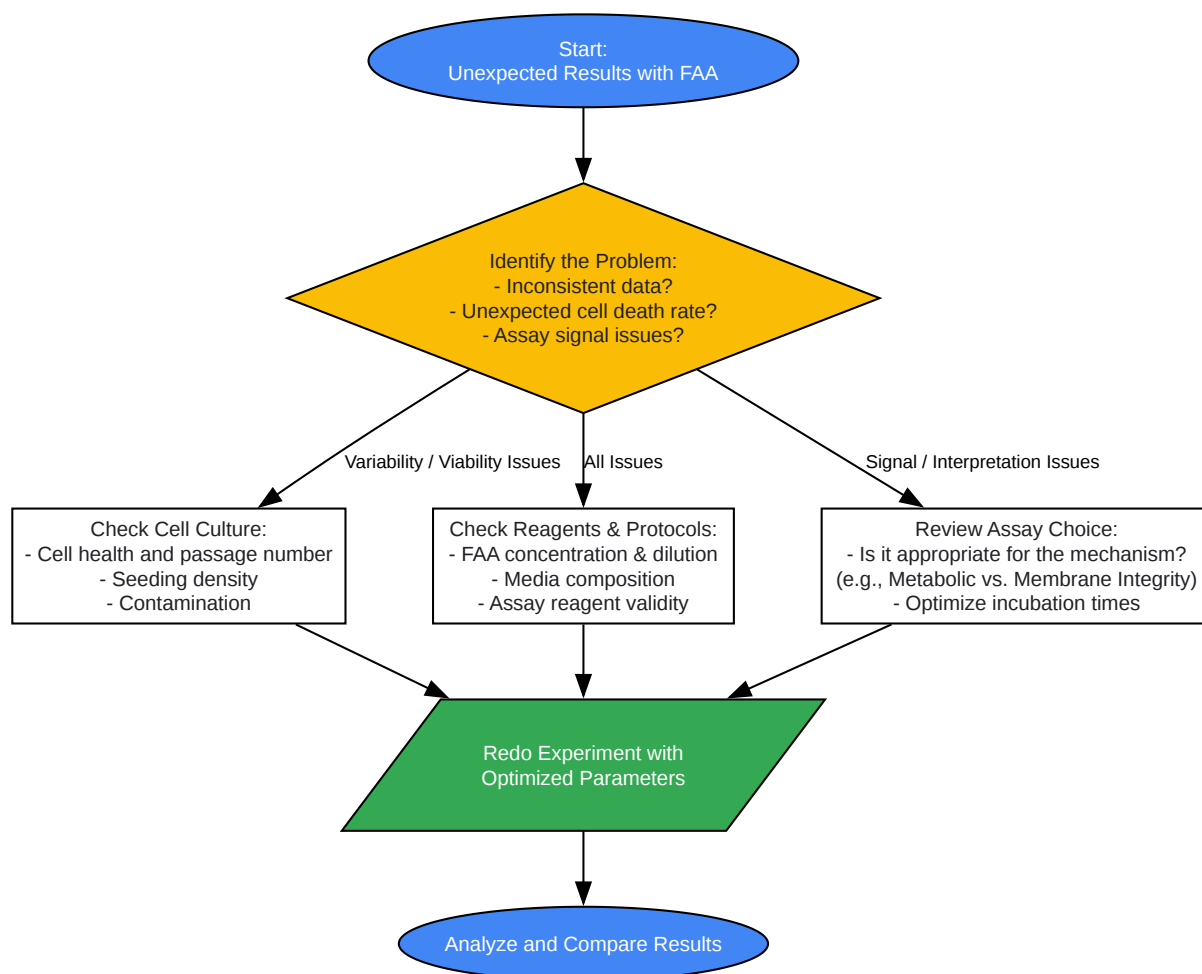 Start:
Unexpected Results with FAA
Identify the Problem:
- Inconsistent data?
- Unexpected cell death rate?
- Assay signal issues?
Variability / Viability Issues
All Issues
Signal / Interpretation Issues
Check Cell Culture:
- Cell health and passage number
- Seeding density
- Contamination
Check Reagents & Protocols:
- FAA concentration & dilution
- Media composition
- Assay reagent validity
Review Assay Choice:
- Is it appropriate for the mechanism?
(e.g., Metabolic vs. Membrane Integrity)
- Optimize incubation times
Redo Experiment with
Optimized Parameters
Analyze and Compare Results